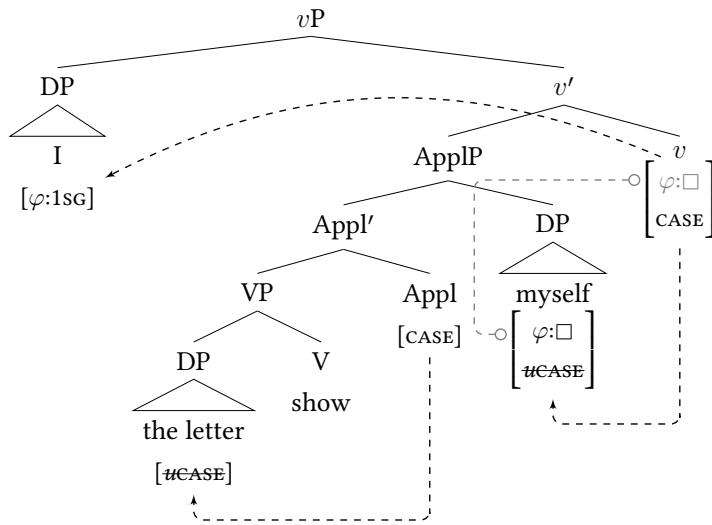 vP
DP
v′
I
ApplP
v
[φ:1SG]
[φ:□
CASE]
Appl′
DP
VP
Appl
myself
[CASE]
[φ:□
uCASE]
DP
V
show
the letter
[uCASE]